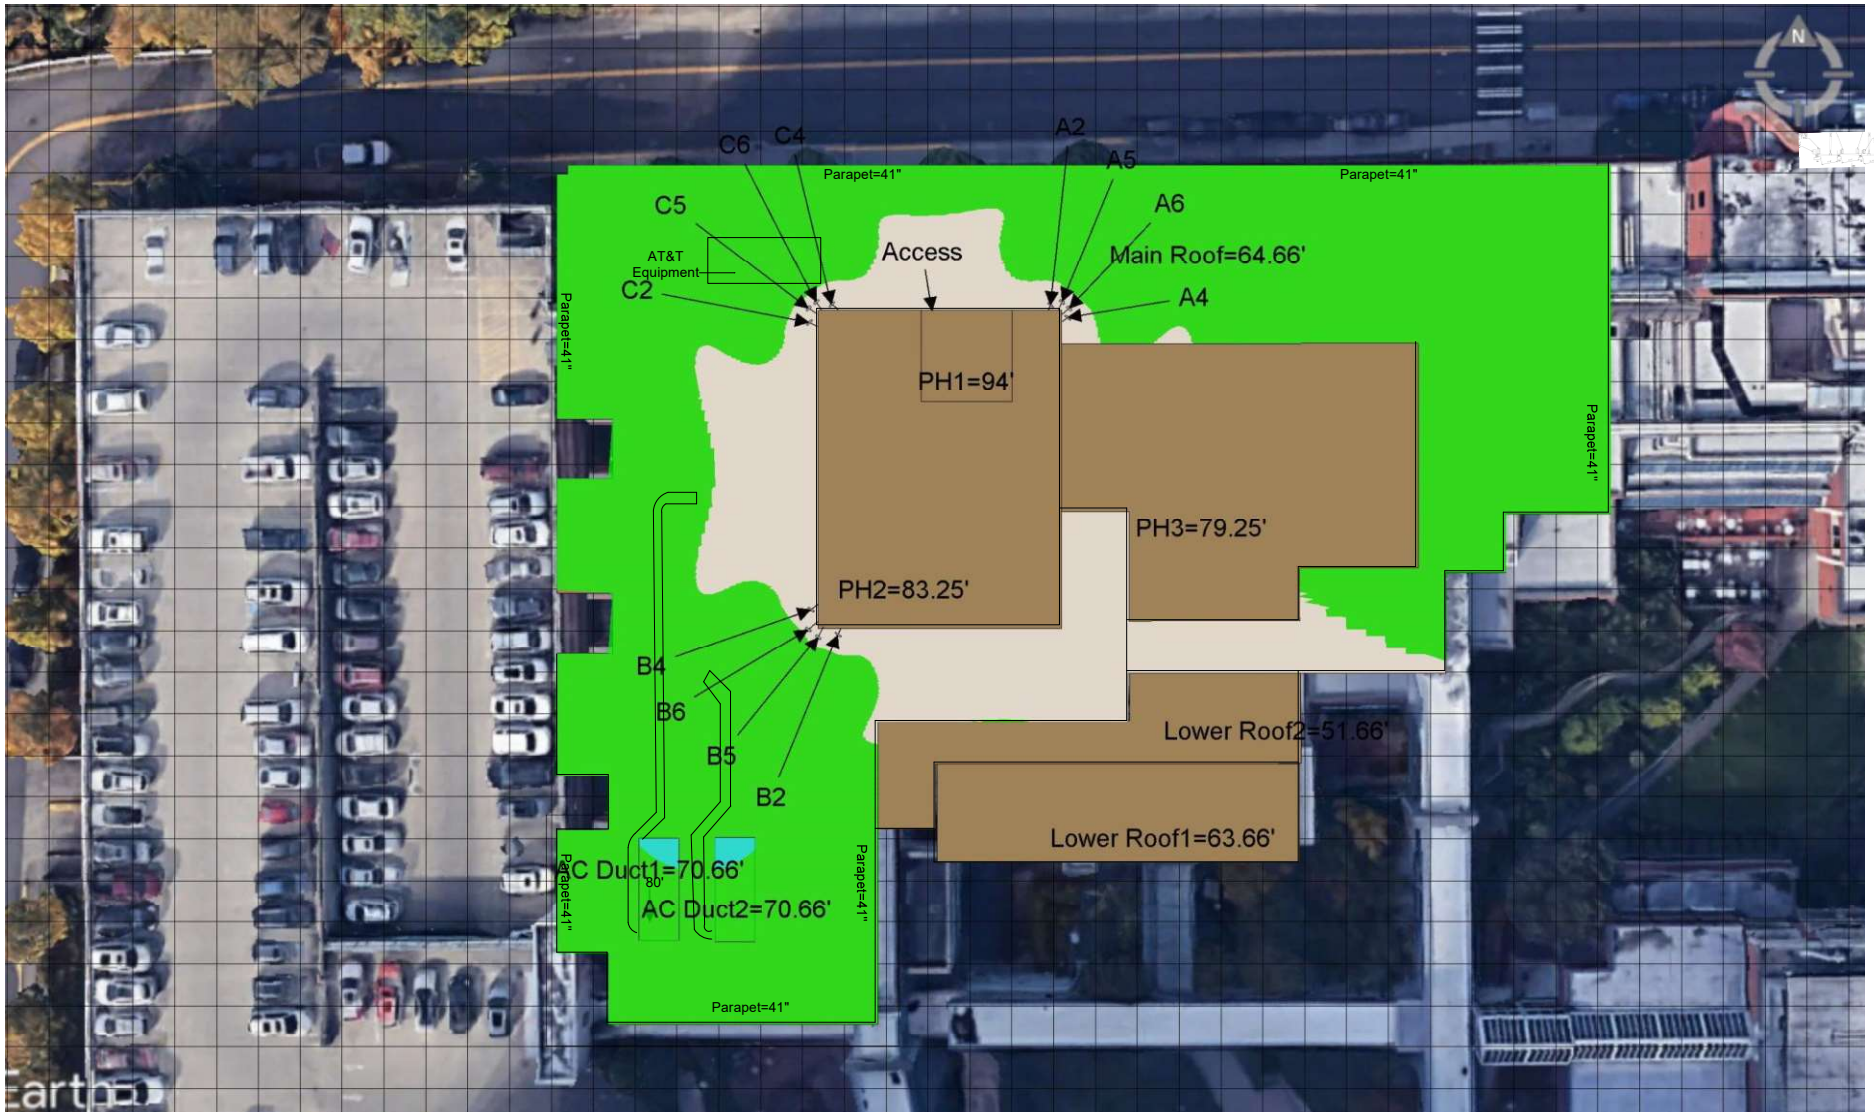 N
A2
C4
C6
A5
Parapet=41"
Parapet=41"
C5
A6
Access
Main Roof=64.66'
AT&T
Equipment
C2
A4
Parapet=41"
PH1=94'
Parapet=41"
PH3=79.25'
PH2=83.25'
B4
B6
Lower Roof2=51.66'
B5
B2
Lower Roof1=63.66'
AC Duct1=70.66'
80'
Parapet=41"
Parapet=41"
AC Duct2=70.66'
Parapet=41"
Earth